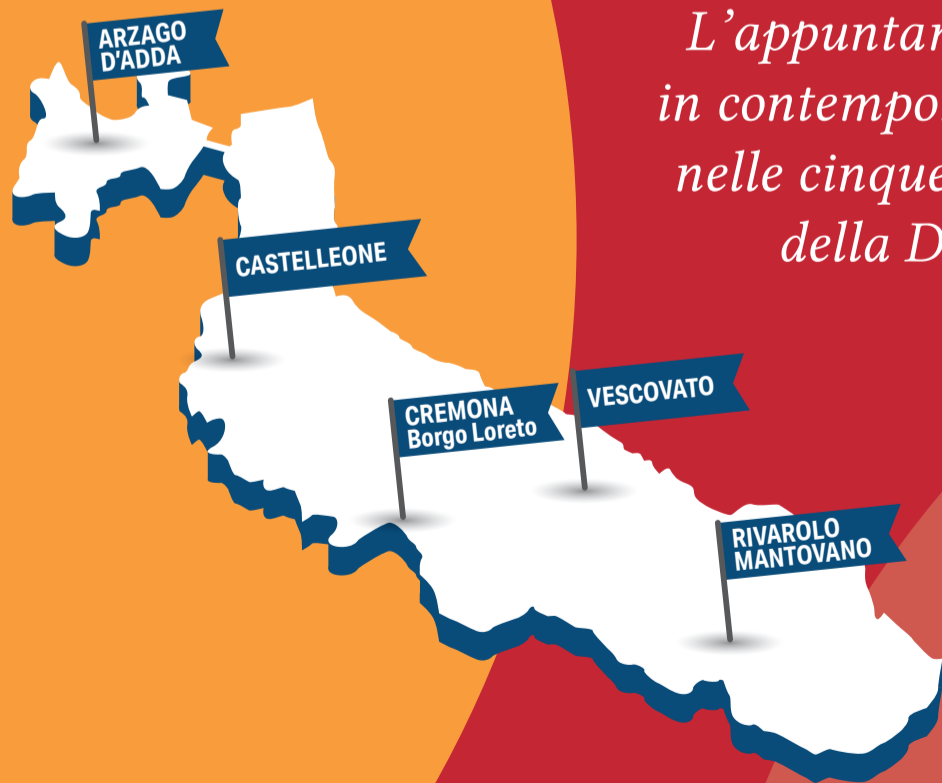 ARZAGO
D'ADDA
L'appuntar
in contempo
nelle cinque
della D
CASTELLEONE
CREMONA
Borgo Loreto
VESCOVATO
RIVAROLO
MANTOVANO